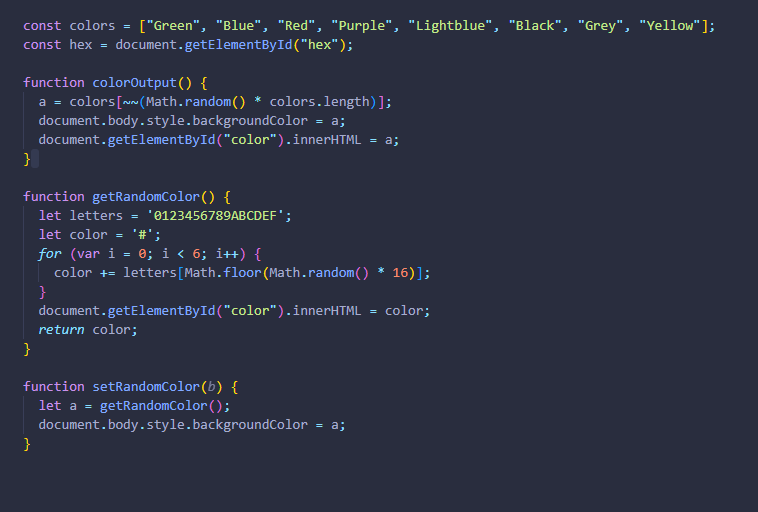 const colors = ["Green", "Blue", "Red", "Purple", "Lightblue", "Black", "Grey", "Yellow"];
const hex = document.getElementById("hex");
function colorOutput() {
a = colors[~~(Math.random() * colors.length)];
document.body.style.backgroundColor = a;
document.getElementById("color").innerHTML = a;
}
function getRandomColor() {
let letters = '0123456789ABCDEF';
let color = '#';
for (var i = 0; i < 6; i++) {
color += letters[Math.floor(Math.random() * 16)];
}
document.getElementById("color").innerHTML = color;
return color;
}
function setRandomColor(b) {
let a = getRandomColor();
document.body.style.backgroundColor = a;
}